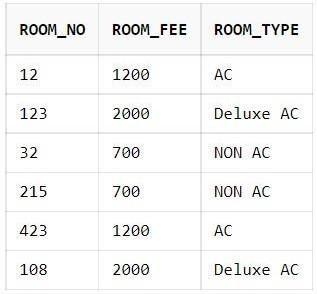 ROOM_NO ROOM_FEE ROOM_TYPE
12 1200 AC
123 2000 Deluxe AC
32 700 NON AC
215 700 NON AC
423 1200 AC
108 2000 Deluxe AC